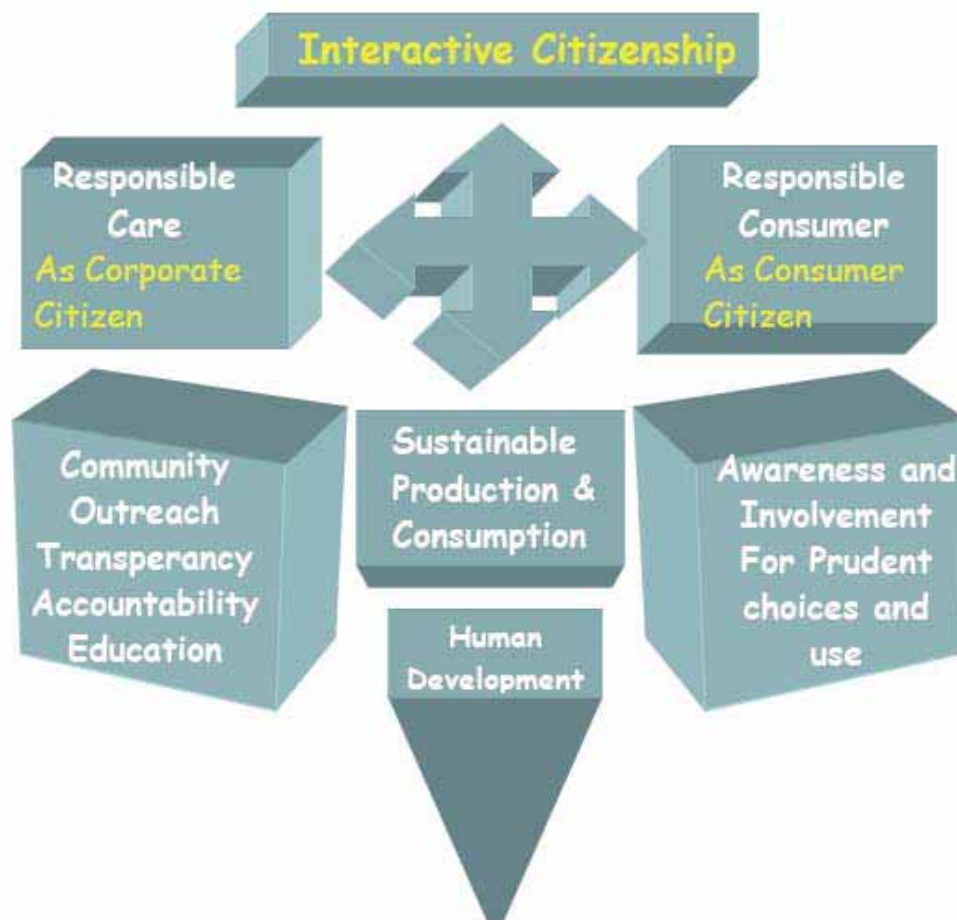 Interactive Citizenship
Responsible
Care
As Corporate
Citizen
Responsible
Consumer
As Consumer
Citizen
Community
Outreach
Transperancy
Accountability
Education
Sustainable
Production &
Consumption
Awareness and
Involvement
For Prudent
choices and
use
Human
Development